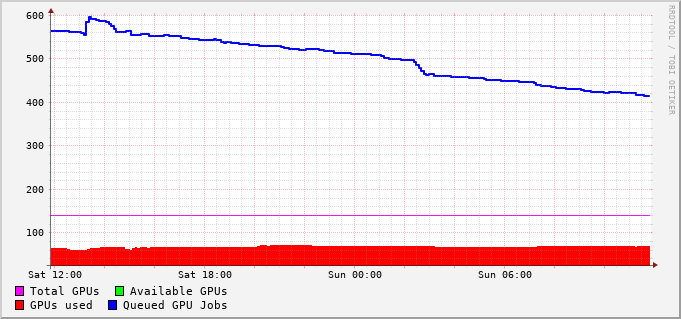 600
500
400
300
200
100
Sat 12:00 Sat 18:00 Sun 00:00 Sun 06:00
Total GPUs Available GPUs
GPUs used Queued GPU Jobs
RRDTOOL / TOBI OETIKER